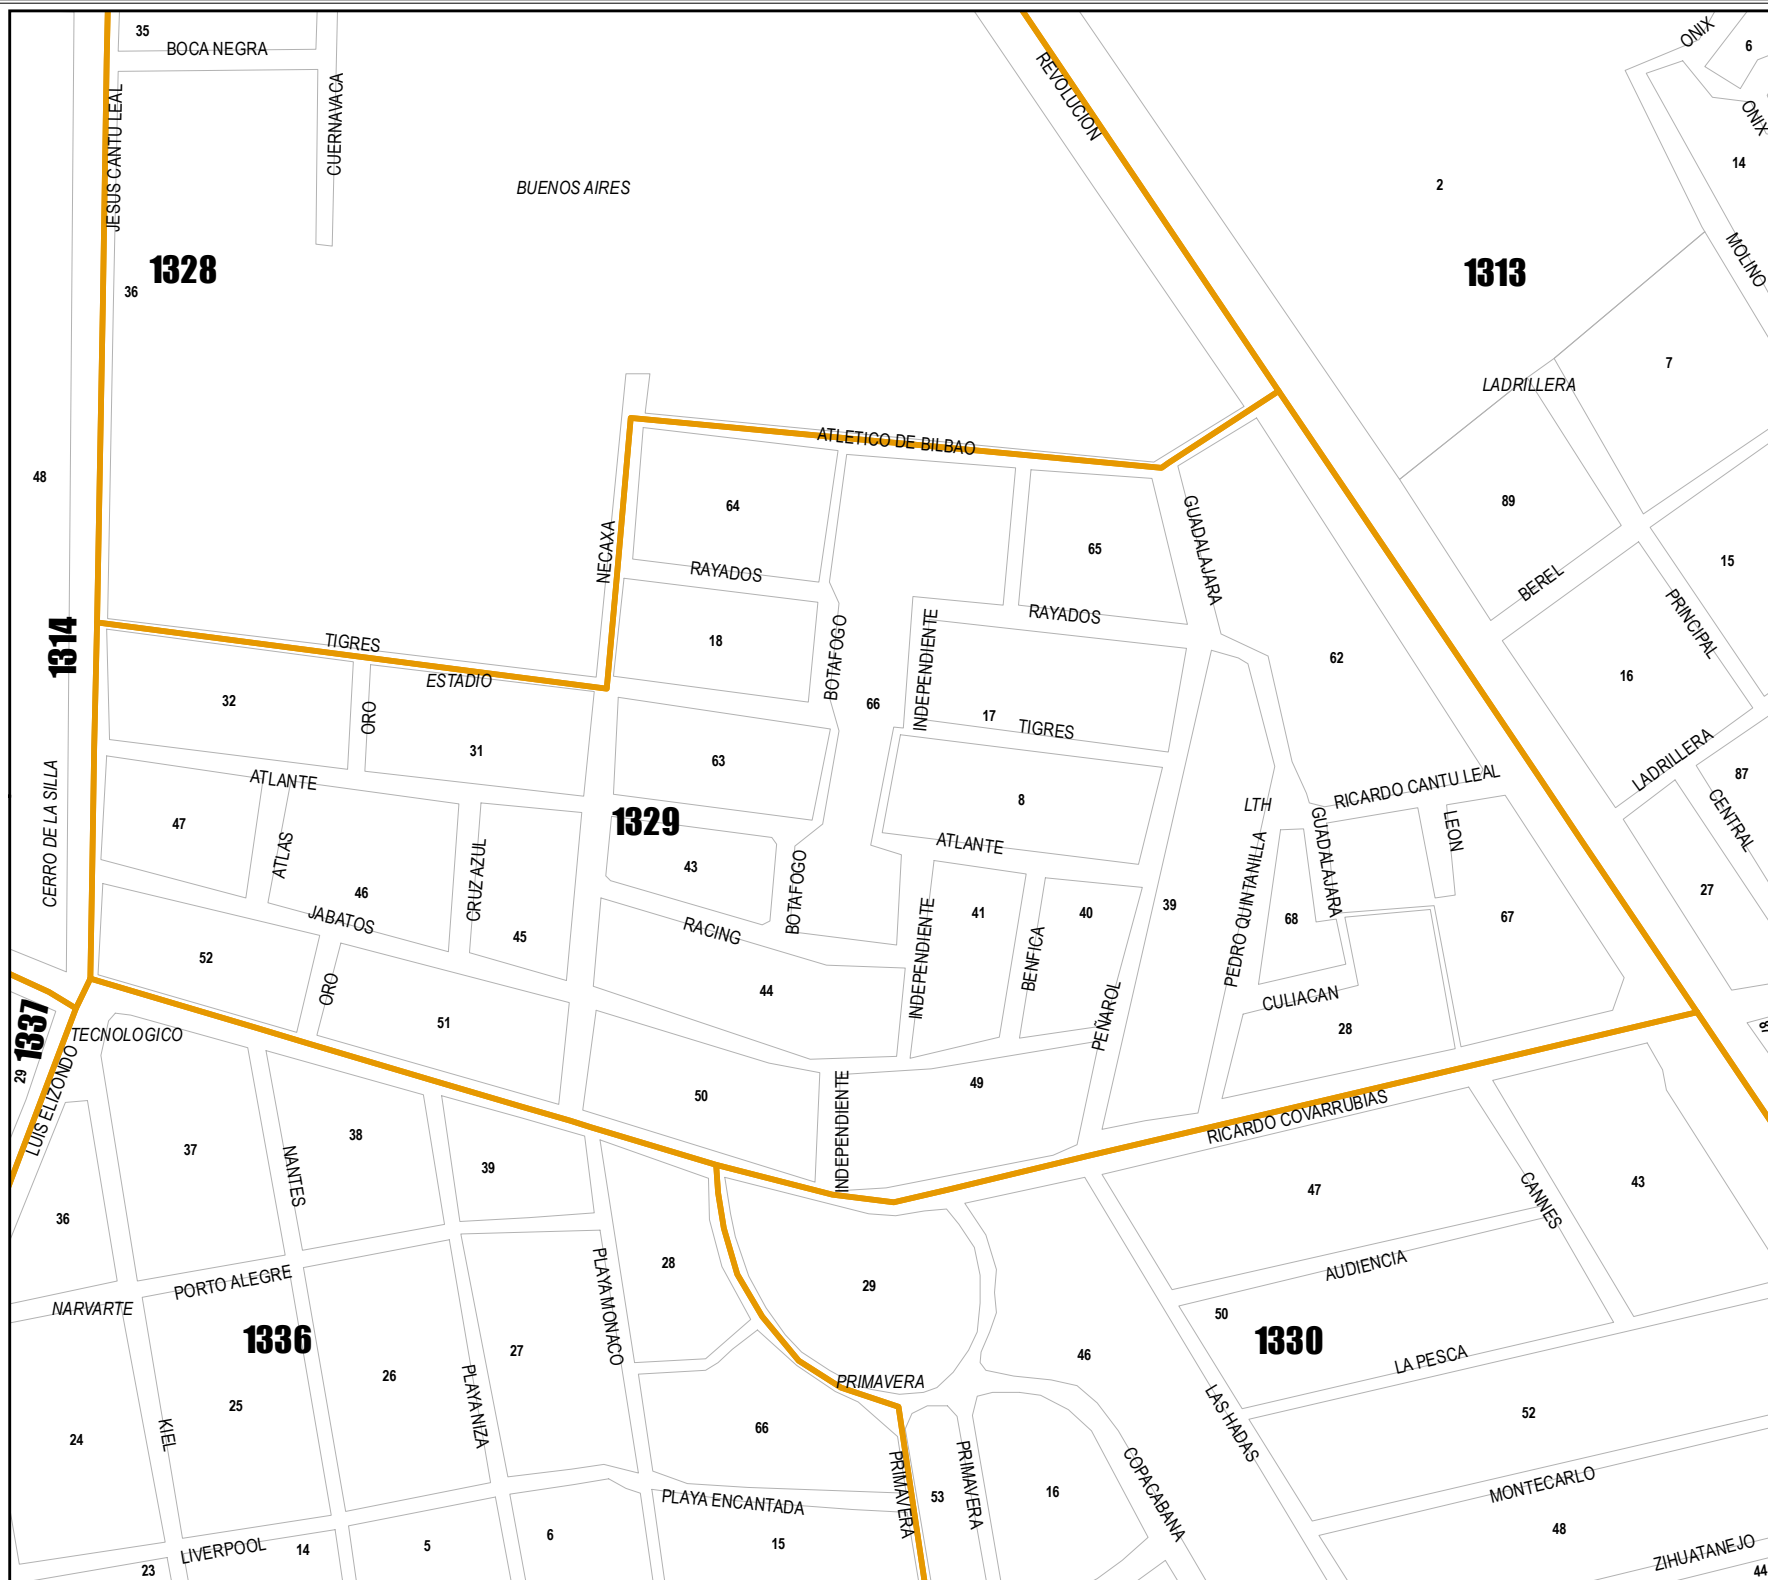 35
BOCA NEGRA
CUERNAVACA
JESUS CANTU LEAL
REVOLUCION
ONIX
6
ONIX
14
2
MOLINO
BUENOS AIRES
1328
36
1313
7
LADRILLERA
48
ATLETICO DE BILBAO
64
89
GUADALAJARA
65
NECAXA
RAYADOS
15
BEREL
1314
TIGRES
18
BOTAFOGO
INDEPENDIENTE
RAYADOS
62
PRINCIPAL
ESTADIO
16
32
ORO
66
17
TIGRES
31
63
LADRILLERA
87
ATLANTE
RICARDO CANTU LEAL
8
LTH
CENTRAL
CERRO DE LA SILLA
47
1329
GUADALAJARA
LEON
ATLAS
ATLANTE
43
BOTAFOGO
PEDRO QUINTANILLA
46
CRUZ AZUL
27
JABATOS
RACING
INDEPENDIENTE
41
40
39
68
67
45
52
BENFICA
ORO
44
PEÑAROL
CULIACAN
1337
TECNOLOGICO
51
28
29
LUIS ELIZONDO
50
INDEPENDIENTE
49
RICARDO COVARRUBIAS
37
NANTES
38
39
47
CANNES
43
36
PLAYA MONACO
28
29
AUDIENCIA
PORTO ALEGRE
NARVARTE
50
1336
27
1330
46
LA PESCA
26
PLAYA NIZA
PRIMAVERA
25
LAS HADAS
52
24
KIEL
66
PRIMAVERA
53
PRIMAVERA
16
COPACABANA
MONTECARLO
PLAYA ENCANTADA
LIVERPOOL
14
5
6
15
48
ZIHUATANEJO
23
44